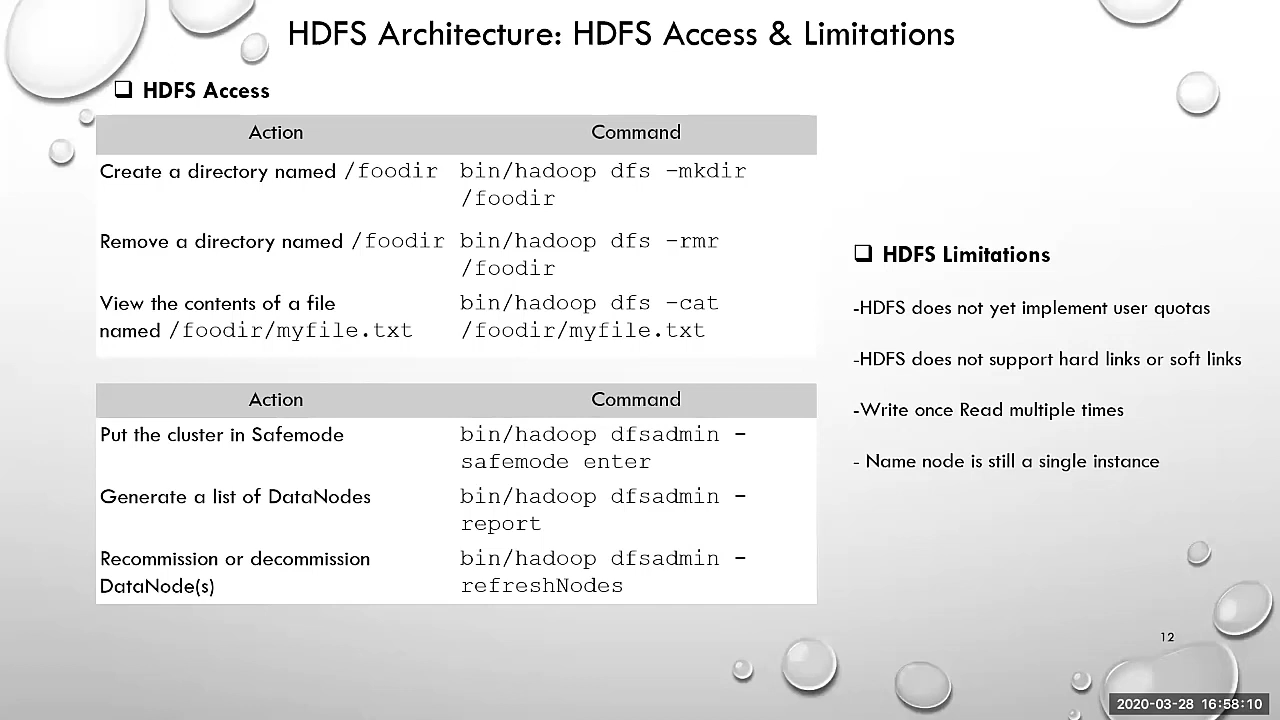 HDFS Architecture: HDFS Access & Limitations
HDFS Access
Action Command
Create a directory named /foodir bin/hadoop dfs -mkdir
/foodir
Remove a directory named /foodir bin/hadoop dfs -rmr
/foodir
View the contents of a file bin/hadoop dfs -cat
named /foodir/myfile.txt /foodir/myfile.txt
Action Command
Put the cluster in Safemode bin/hadoop dfsadmin -
safemode enter
Generate a list of DataNodes bin/hadoop dfsadmin -
report
Recommission or decommission bin/hadoop dfsadmin -
DataNode(s) refreshNodes
HDFS Limitations
-HDFS does not yet implement user quotas
-HDFS does not support hard links or soft links
-Write once Read multiple times
- Name node is still a single instance
12
2020-03-28 16:58:10